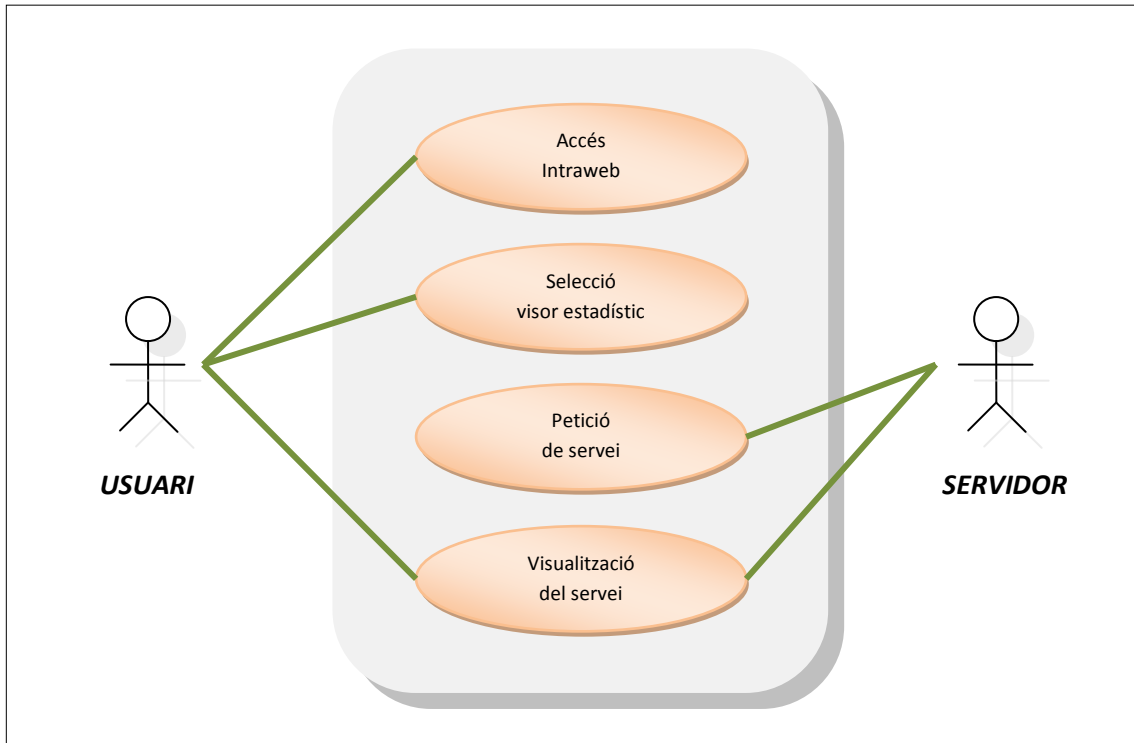 Accés
Intraweb
Selecció
visor estadístic
Petició
de servei
USUARI
SERVIDOR
Visualització
del servei